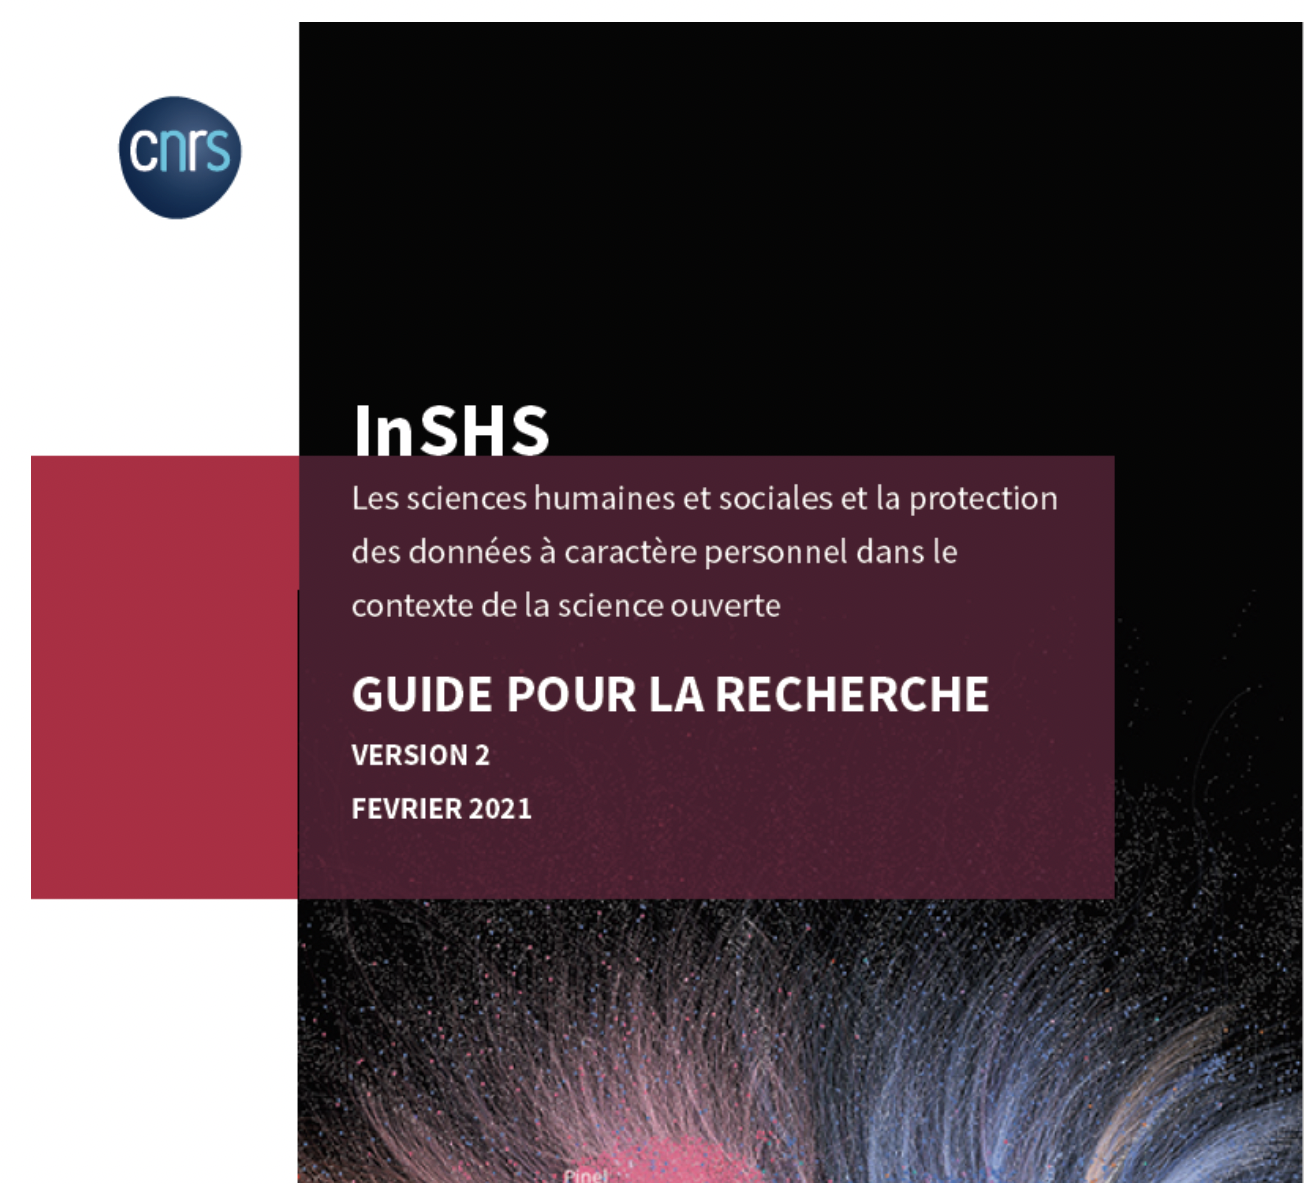 cnrs
InSHS
Les sciences humaines et sociales et la protection
des données à caractère personnel dans le
contexte de la science ouverte
GUIDE POUR LA RECHERCHE
VERSION 2
FEVRIER 2021
Pinel